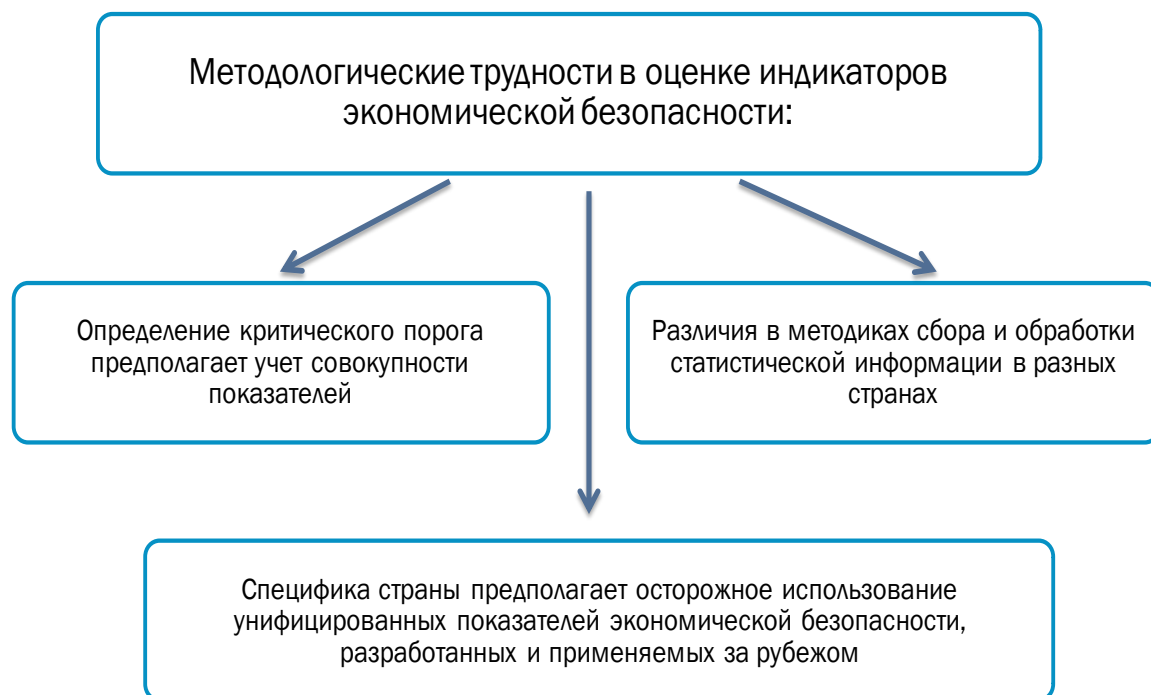 Методологические трудности в оценке индикаторов
экономической безопасности:
Определение критического порога
предполагает учет совокупности
показателей
Различия в методиках сбора и обработки
статистической информации в разных
странах
Специфика страны предполагает осторожное использование
унифицированных показателей экономической безопасности,
разработанных и применяемых за рубежом